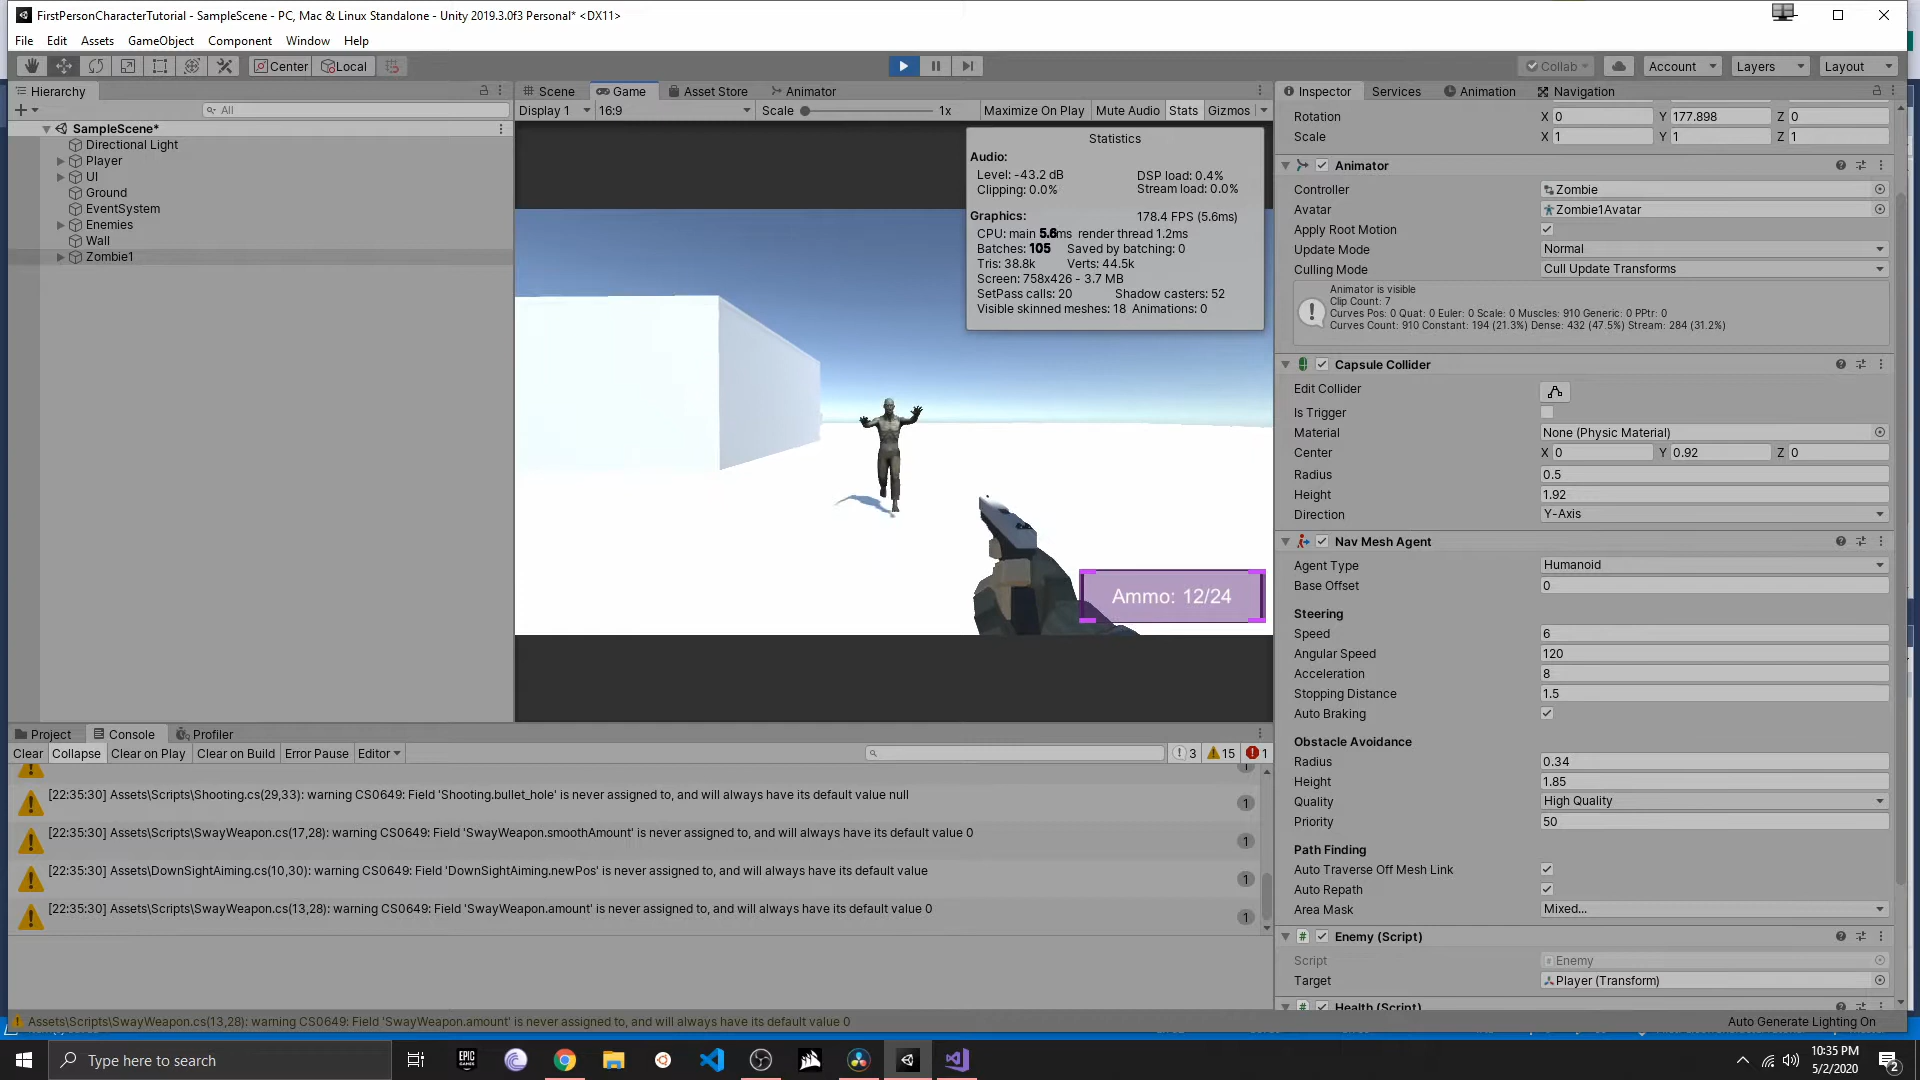 FirstPersonCharacterTutorial - SampleScene - PC, Mac & Linux Standalone - Unity 2019.3.0f3 Personal* <DX11>
File Edit Assets GameObject Component Window Help
Center Local Collab Account Layers Layout
Hierarchy
All
SampleScene*
Directional Light
Player
UI
Ground
EventSystem
Enemies
Wall
Zombie1
Scene Game Asset Store Animator
Display 1 16:9 Scale 1x Maximize On Play Mute Audio Stats Gizmos
Statistics
Audio:
Level: -43.2 dB DSP load: 0.4%
Clipping: 0.0% Stream load: 0.0%
Graphics: 178.4 FPS (5.6ms)
CPU: main 5.6ms render thread 1.2ms
Batches: 105 Saved by batching: 0
Tris: 38.8k Verts: 44.5k
Screen: 758x426 - 3.7 MB
SetPass calls: 20 Shadow casters: 52
Visible skinned meshes: 18 Animations: 0
Ammo: 12/24
Inspector Services Animation Navigation
Rotation X 0 Y 177.898 Z 0
Scale X 1 Y 1 Z 1
Animator
Controller Zombie
Avatar Zombie1Avatar
Apply Root Motion
Update Mode Normal
Culling Mode Cull Update Transforms
Animator is visible
Clip Count: 7
Curves Pos: 0 Quat: 0 Euler: 0 Scale: 0 Muscles: 910 Generic: 0 PPtr: 0
Curves Count: 910 Constant: 194 (21.3%) Dense: 432 (47.5%) Stream: 284 (31.2%)
Capsule Collider
Edit Collider
Is Trigger
Material None (Physic Material)
Center X 0 Y 0.92 Z 0
Radius 0.5
Height 1.92
Direction Y-Axis
Nav Mesh Agent
Agent Type Humanoid
Base Offset 0
Steering
Speed 6
Angular Speed 120
Acceleration 8
Stopping Distance 1.5
Auto Braking
Obstacle Avoidance
Radius 0.34
Height 1.85
Quality High Quality
Priority 50
Path Finding
Auto Traverse Off Mesh Link
Auto Repath
Area Mask Mixed...
Enemy (Script)
Script Enemy
Target Player (Transform)
Health (Script)
Project Console Profiler
Clear Collapse Clear on Play Clear on Build Error Pause Editor 3 15 1
[22:35:30] Assets\Scripts\Shooting.cs(29,33): warning CS0649: Field 'Shooting.bullet_hole' is never assigned to, and will always have its default value null 1
[22:35:30] Assets\Scripts\SwayWeapon.cs(17,28): warning CS0649: Field 'SwayWeapon.smoothAmount' is never assigned to, and will always have its default value 0 1
[22:35:30] Assets\DownSightAiming.cs(10,30): warning CS0649: Field 'DownSightAiming.newPos' is never assigned to, and will always have its default value 1
[22:35:30] Assets\Scripts\SwayWeapon.cs(13,28): warning CS0649: Field 'SwayWeapon.amount' is never assigned to, and will always have its default value 0 1
Assets\Scripts\SwayWeapon.cs(13,28): warning CS0649: Field 'SwayWeapon.amount' is never assigned to, and will always have its default value 0
Auto Generate Lighting On
Type here to search
EPIC GAMES
10:35 PM
5/2/2020
2